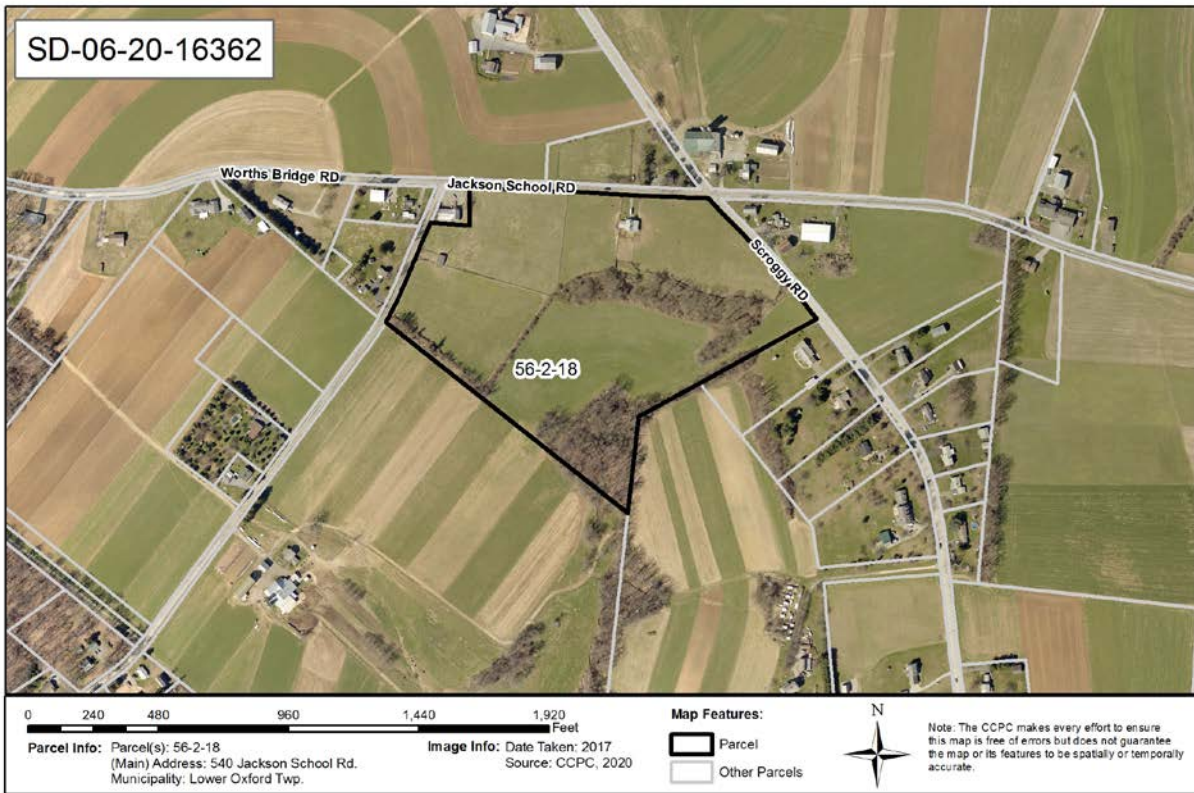 SD-06-20-16362
Worths Bridge RD
Jackson School RD
Scroggy RD
56-2-18
0 240 480 960 1,440 1,920
Feet
Parcel Info: Parcel(s): 56-2-18
(Main) Address: 540 Jackson School Rd.
Municipality: Lower Oxford Twp.
Image Info: Date Taken: 2017
Source: CCPC, 2020
Map Features:
Parcel
Other Parcels
N
Note: The CCPC makes every effort to ensure
this map is free of errors but does not guarantee
the map or its features to be spatially or temporally
accurate.